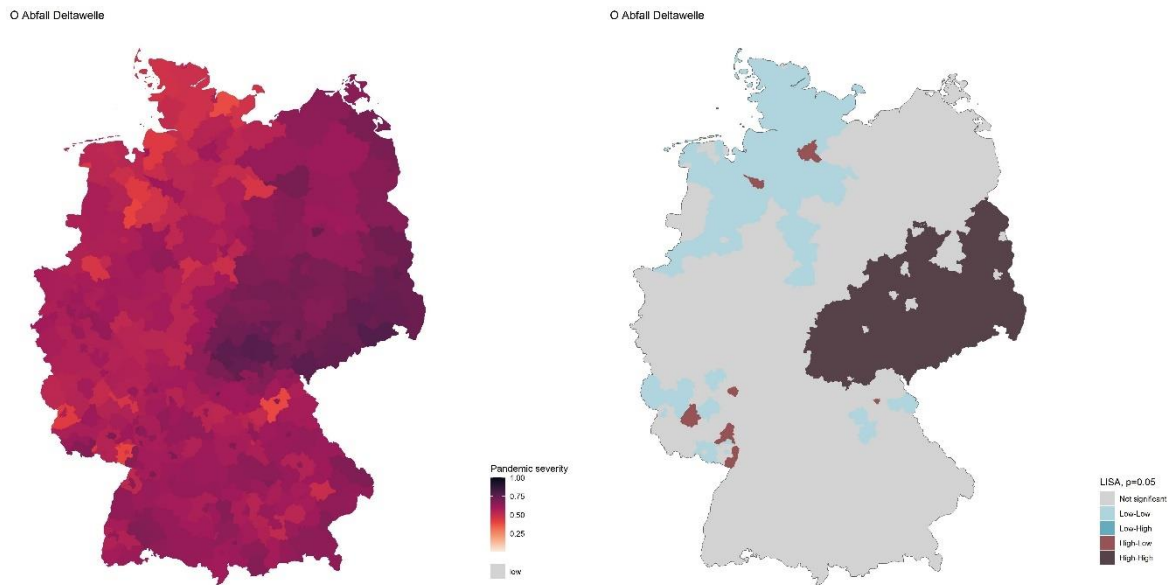 O Abfall Deltawelle
O Abfall Deltawelle
Pandemic severity
1.00
0.75
0.50
0.25
low
LISA, p=0.05
Not significant
Low-Low
Low-High
High-Low
High-High